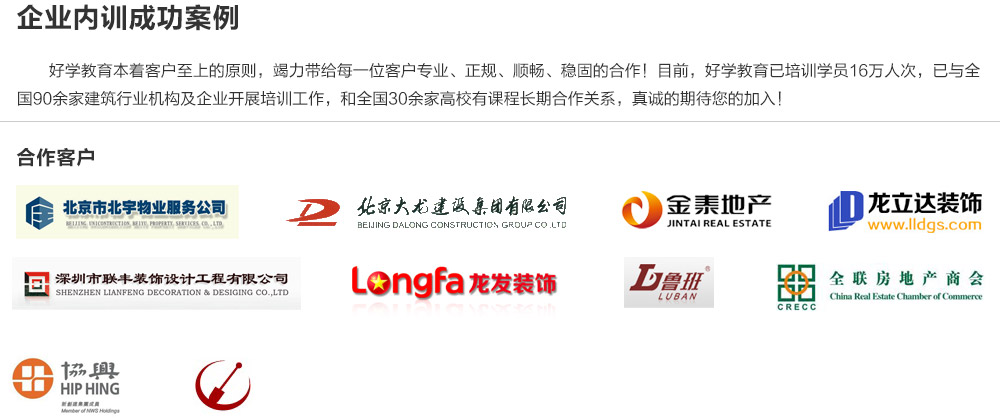 企业内训成功案例
好学教育本着客户至上的原则，竭力带给每一位客户专业、正规、顺畅、稳固的合作！目前，好学教育已培训学员16万人次，已与全
国90余家建筑行业机构及企业开展培训工作，和全国30余家高校有课程长期合作关系，真诚的期待您的加入！
合作客户
北京市北宇物业服务公司
BEIJING UNICONSTRUCTION BEIYU PROPERTY SERVICES CO.,LTD
北京大龙建设集团有限公司
BEIJING DALONG CONSTRUCTION GROUP CO.LTD
金泰地产
JINTAI REAL ESTATE
龙立达装饰
www.lldgs.com
深圳市联丰装饰设计工程有限公司
SHENZHEN LIANFENG DECORATION & DESIGING CO.,LTD
Longfa 龙发装饰
鲁班®
LUBAN
CRECC
全联房地产商会
China Real Estate Chamber of Commerce
協興
HIP HING
新創建集團成員
Member of NWS Holdings